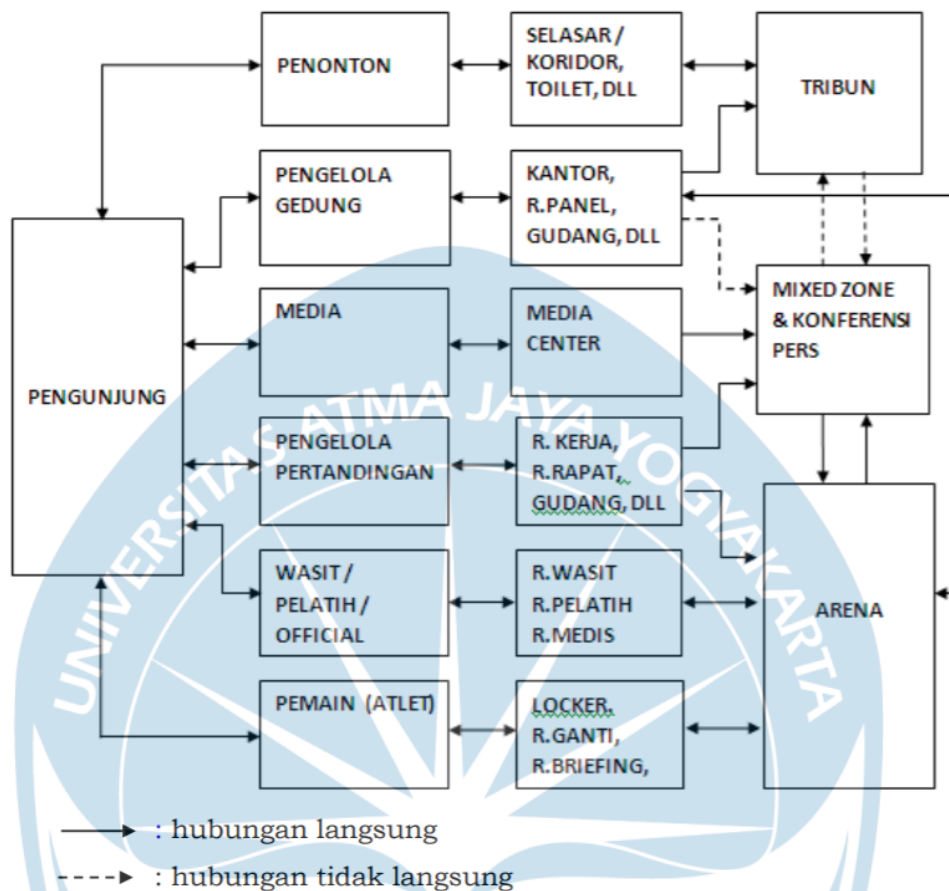 PENONTON
SELASAR /
KORIDOR,
TOILET, DLL
TRIBUN
PENGELOLA
GEDUNG
KANTOR,
R.PANEL,
GUDANG, DLL
MEDIA
MEDIA
CENTER
MIXED ZONE
& KONFERENSI
PERS
PENGUNJUNG
PENGELOLA
PERTANDINGAN
R. KERJA,
R.RAPAT,
GUDANG, DLL
WASIT /
PELATIH /
OFFICIAL
R.WASIT
R.PELATIH
R.MEDIS
ARENA
PEMAIN (ATLET)
LOCKER.
R.GANTI,
R.BRIEFING,
: hubungan langsung
: hubungan tidak langsung
UNIVERSITAS ATMA JAYA YOGYAKARTA